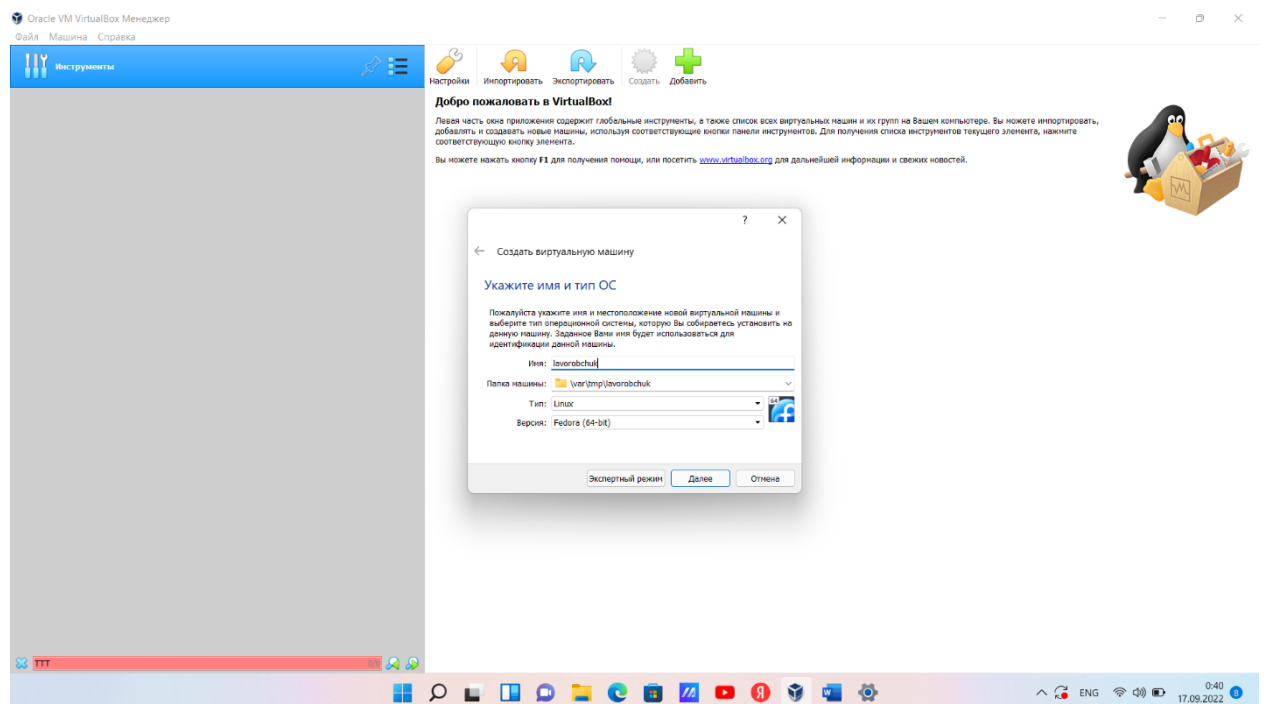 Oracle VM VirtualBox Менеджер
Файл Машина Справка
Инструменты
Настройки Импортировать Экспортировать Создать Добавить
Добро пожаловать в VirtualBox!
Левая часть окна приложения содержит глобальные инструменты, а также список всех виртуальных машин и их групп на Вашем компьютере. Вы можете импортировать,
добавлять и создавать новые машины, используя соответствующие кнопки панели инструментов. Для получения списка инструментов текущего элемента, нажмите
соответствующую кнопку элемента.
Вы можете нажать кнопку F1 для получения помощи, или посетить www.virtualbox.org для дальнейшей информации и свежих новостей.
? 
Создать виртуальную машину
Укажите имя и тип ОС
Пожалуйста укажите имя и местоположение новой виртуальной машины и
выберите тип операционной системы, которую Вы собираетесь установить на
данную машину. Заданное Вами имя будет использоваться для
идентификации данной машины.
Имя: lavorobchuk
Папка машины: \var\tmp\lavorobchuk
Тип: Linux
64
Версия: Fedora (64-bit)
Экспертный режим Далее Отмена
TTT 0/0
ENG 0:40
17.09.2022 8